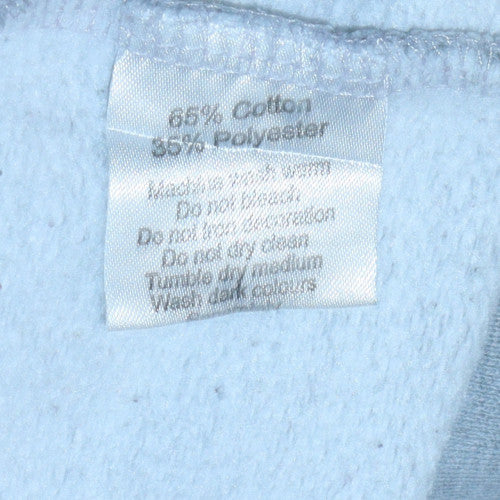 65% Cotton
35% Polyester
Machine wash warm
Do not bleach
Do not Iron decoration
Do not dry clean
Tumble dry medium
Wash dark colours